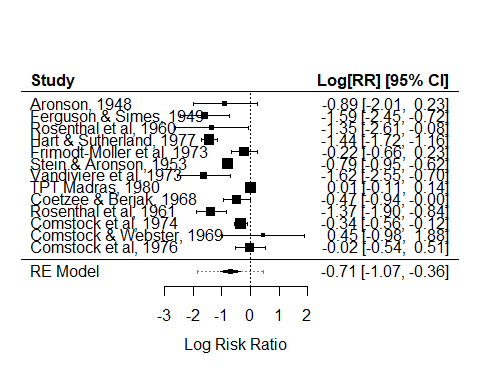 Study Log[RR] [95% CI]
Aronson, 1948 -0.89 [-2.01, 0.23]
Ferguson & Simes, 1949 -1.59 [-2.45, -0.72]
Rosenthal et al, 1960 -1.35 [-2.61, -0.08]
Hart & Sutherland, 1977 -1.44 [-1.72, -1.16]
Frimodt-Moller et al, 1973 -0.22 [-0.66, 0.23]
Stein & Aronson, 1953 -0.79 [-0.95, -0.62]
Vandiviere et al, 1973 -1.62 [-2.55, -0.70]
TPT Madras, 1980 0.01 [-0.11, 0.14]
Coetzee & Berjak, 1968 -0.47 [-0.94, -0.00]
Rosenthal et al, 1961 -1.37 [-1.90, -0.84]
Comstock et al, 1974 -0.34 [-0.56, -0.12]
Comstock & Webster, 1969 0.45 [-0.98, 1.88]
Comstock et al, 1976 -0.02 [-0.54, 0.51]
RE Model -0.71 [-1.07, -0.36]
-3 -2 -1 0 1 2
Log Risk Ratio